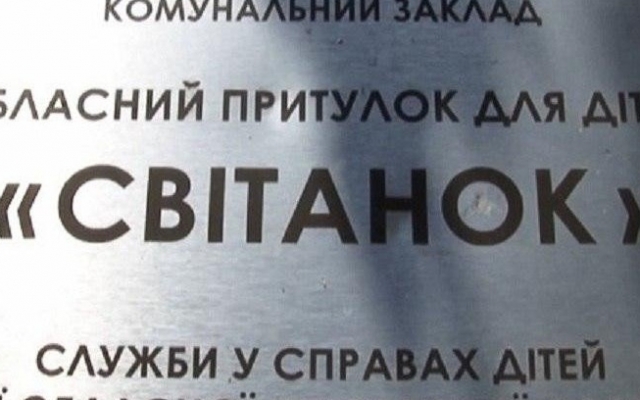 КОМУНАЛЬНИЙ ЗАКЛАД
БЛАСНИЙ ПРИТУЛОК ДЛЯ ДІТ
«СВІТАНОК»
СЛУЖБИ У СПРАВАХ ДІТЕЙ